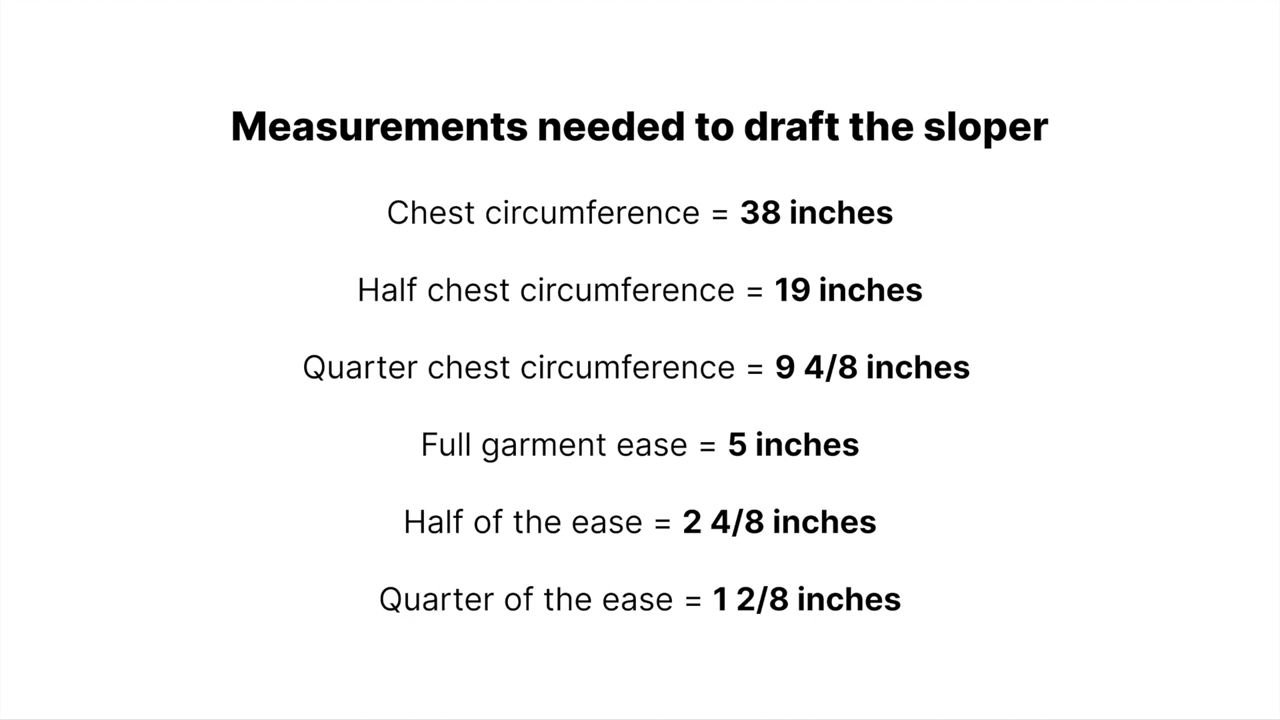 Measurements needed to draft the sloper
Chest circumference = 38 inches
Half chest circumference = 19 inches
Quarter chest circumference = 9 4/8 inches
Full garment ease = 5 inches
Half of the ease = 2 4/8 inches
Quarter of the ease = 1 2/8 inches